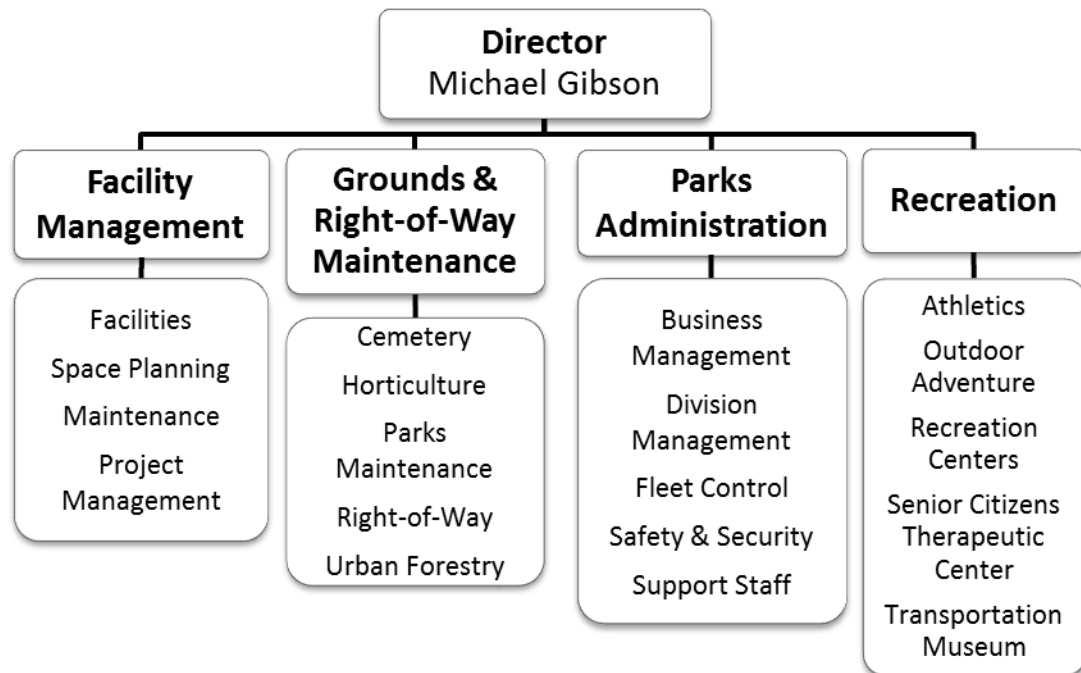 Director
Michael Gibson
Facility
Management
Facilities
Space Planning
Maintenance
Project
Management
Grounds &
Right-of-Way
Maintenance
Cemetery
Horticulture
Parks
Maintenance
Right-of-Way
Urban Forestry
Parks
Administration
Business
Management
Division
Management
Fleet Control
Safety & Security
Support Staff
Recreation
Athletics
Outdoor
Adventure
Recreation
Centers
Senior Citizens
Therapeutic
Center
Transportation
Museum